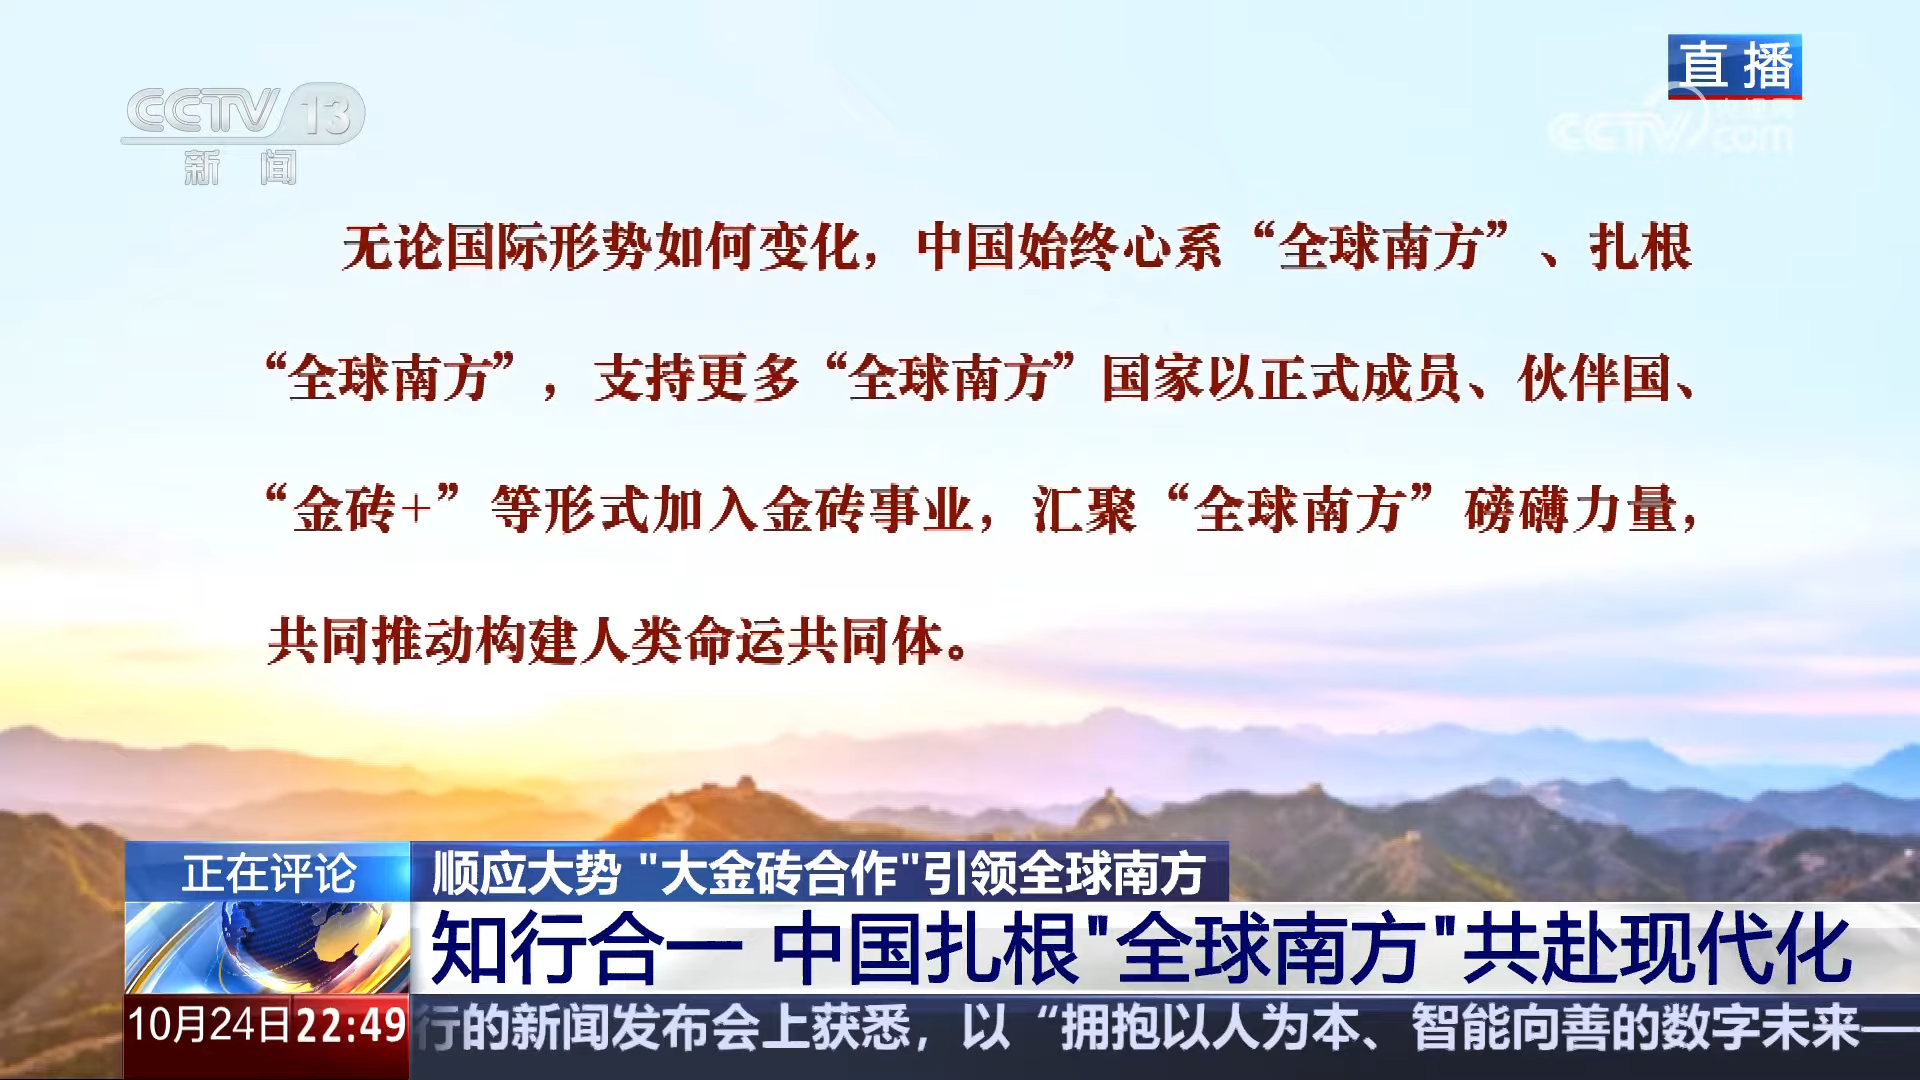 直播
CCTV 13
新闻
CCTV.com
无论国际形势如何变化，中国始终心系“全球南方”、扎根
“全球南方”，支持更多“全球南方”国家以正式成员、伙伴国、
“金砖+”等形式加入金砖事业，汇聚“全球南方”磅礴力量，
共同推动构建人类命运共同体。
正在评论
顺应大势 "大金砖合作"引领全球南方
知行合一 中国扎根"全球南方"共赴现代化
10月24日 22:49
行的新闻发布会上获悉，以“拥抱以人为本、智能向善的数字未来—